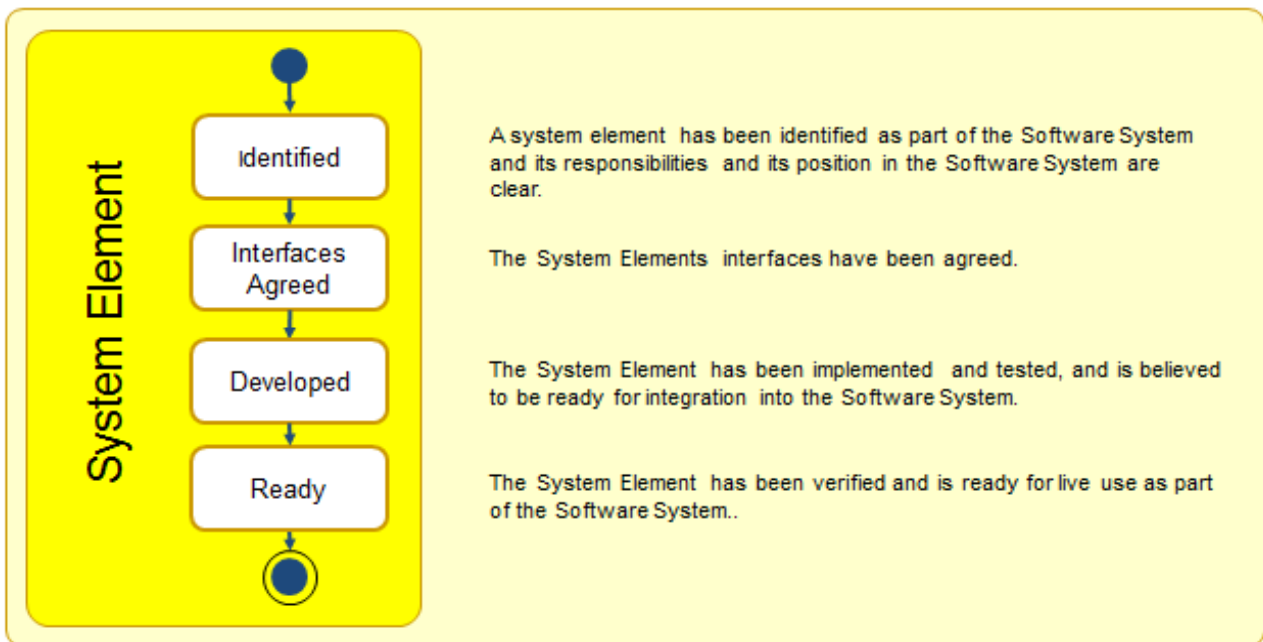 System Element
Identified
A system element has been identified as part of the Software System
and its responsibilities and its position in the Software System are
clear.
Interfaces
Agreed
The System Elements interfaces have been agreed.
Developed
The System Element has been implemented and tested, and is believed
to be ready for integration into the Software System.
Ready
The System Element has been verified and is ready for live use as part
of the Software System..